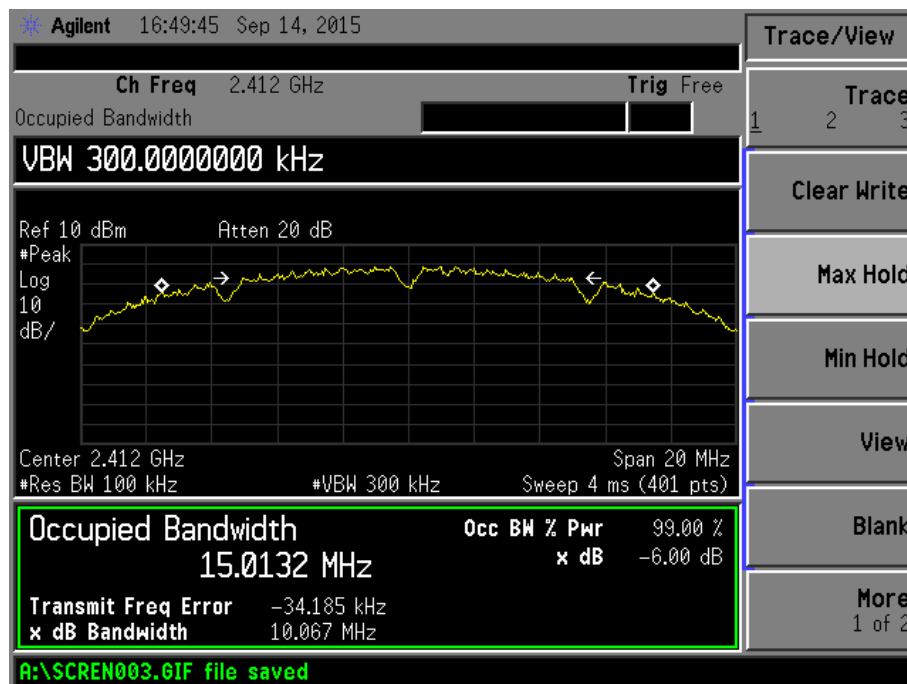 Agilent 16:49:45 Sep 14, 2015
Trace/View
Ch Freq 2.412 GHz Trig Free
Occupied Bandwidth
Trace
1 2 3
VBW 300.0000000 kHz
Clear Write
Ref 10 dBm Atten 20 dB
#Peak
Log
10
dB/
Max Hold
Min Hold
View
Center 2.412 GHz Span 20 MHz
#Res BW 100 kHz #VBW 300 kHz Sweep 4 ms (401 pts)
Occupied Bandwidth Occ BW % Pwr 99.00 %
15.0132 MHz x dB -6.00 dB
Blank
Transmit Freq Error -34.185 kHz
x dB Bandwidth 10.067 MHz
More
1 of 2
A:\SCREN003.GIF file saved